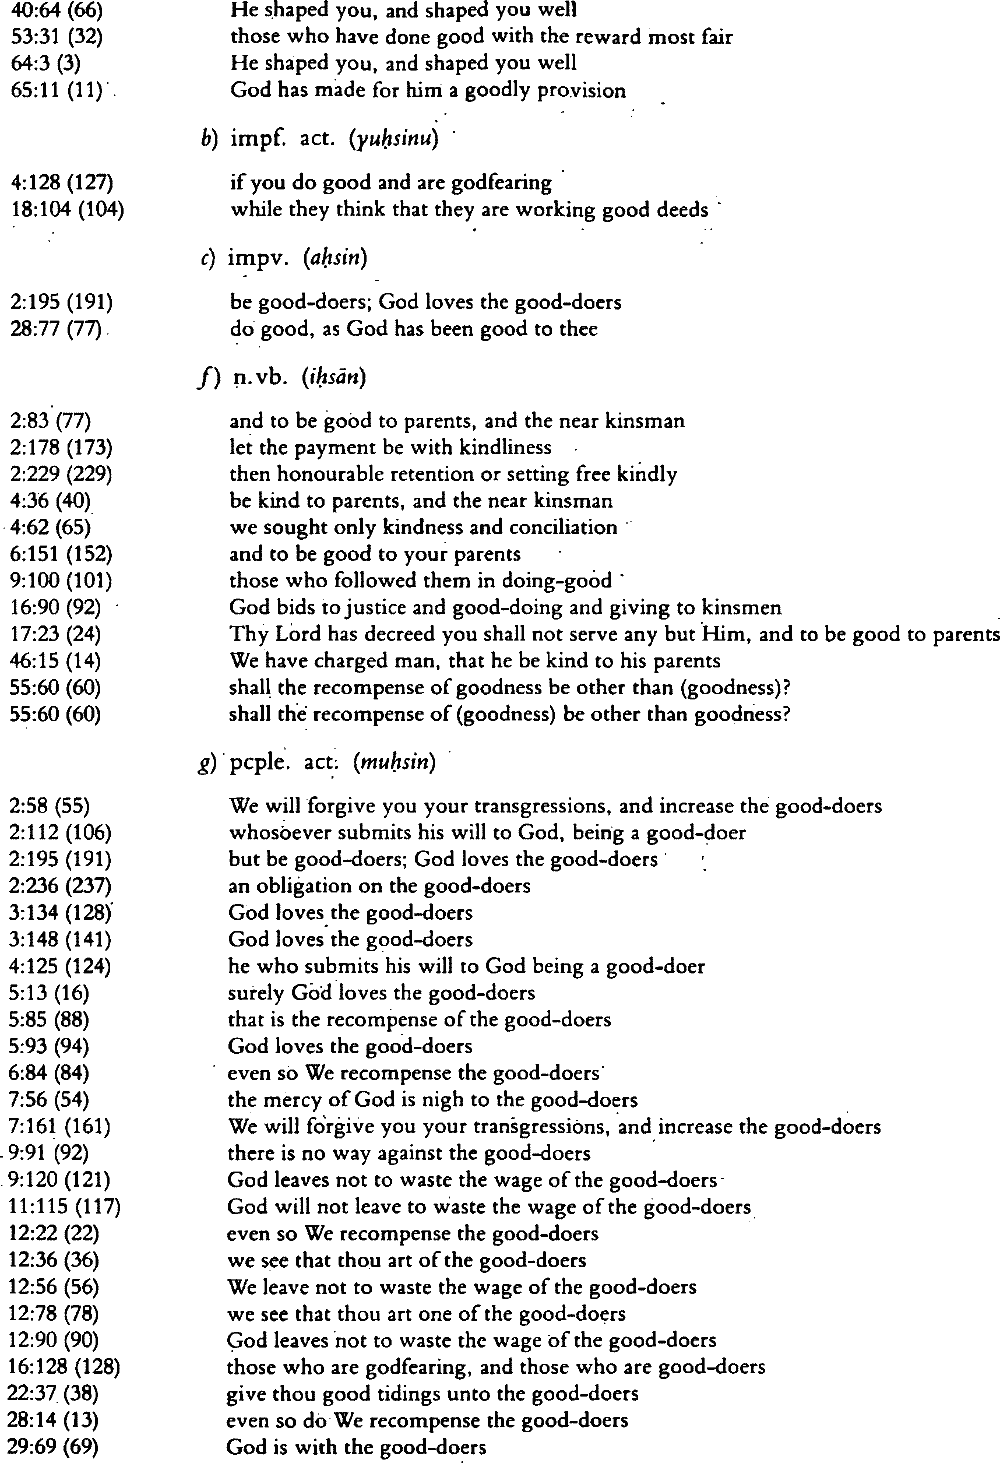 40:64 (66) He shaped you, and shaped you well
53:31 (32) those who have done good with the reward most fair
64:3 (3) He shaped you, and shaped you well
65:11 (11) God has made for him a goodly provision
b) impf. act. (yuḥsinu)
4:128 (127) if you do good and are godfearing
18:104 (104) while they think that they are working good deeds
c) impv. (aḥsin)
2:195 (191) be good-doers; God loves the good-doers
28:77 (77) do good, as God has been good to thee
f) n.vb. (iḥsān)
2:83 (77) and to be good to parents, and the near kinsman
2:178 (173) let the payment be with kindliness
2:229 (229) then honourable retention or setting free kindly
4:36 (40) be kind to parents, and the near kinsman
4:62 (65) we sought only kindness and conciliation
6:151 (152) and to be good to your parents
9:100 (101) those who followed them in doing-good
16:90 (92) God bids to justice and good-doing and giving to kinsmen
17:23 (24) Thy Lord has decreed you shall not serve any but Him, and to be good to parents
46:15 (14) We have charged man, that he be kind to his parents
55:60 (60) shall the recompense of goodness be other than (goodness)?
55:60 (60) shall the recompense of (goodness) be other than goodness?
g) pcple. act. (muḥsin)
2:58 (55) We will forgive you your transgressions, and increase the good-doers
2:112 (106) whosoever submits his will to God, being a good-doer
2:195 (191) but be good-doers; God loves the good-doers
2:236 (237) an obligation on the good-doers
3:134 (128) God loves the good-doers
3:148 (141) God loves the good-doers
4:125 (124) he who submits his will to God being a good-doer
5:13 (16) surely God loves the good-doers
5:85 (88) that is the recompense of the good-doers
5:93 (94) God loves the good-doers
6:84 (84) even so We recompense the good-doers
7:56 (54) the mercy of God is nigh to the good-doers
7:161 (161) We will forgive you your transgressions, and increase the good-doers
9:91 (92) there is no way against the good-doers
9:120 (121) God leaves not to waste the wage of the good-doers
11:115 (117) God will not leave to waste the wage of the good-doers
12:22 (22) even so We recompense the good-doers
12:36 (36) we see that thou art of the good-doers
12:56 (56) We leave not to waste the wage of the good-doers
12:78 (78) we see that thou art one of the good-doers
12:90 (90) God leaves not to waste the wage of the good-doers
16:128 (128) those who are godfearing, and those who are good-doers
22:37 (38) give thou good tidings unto the good-doers
28:14 (13) even so do We recompense the good-doers
29:69 (69) God is with the good-doers